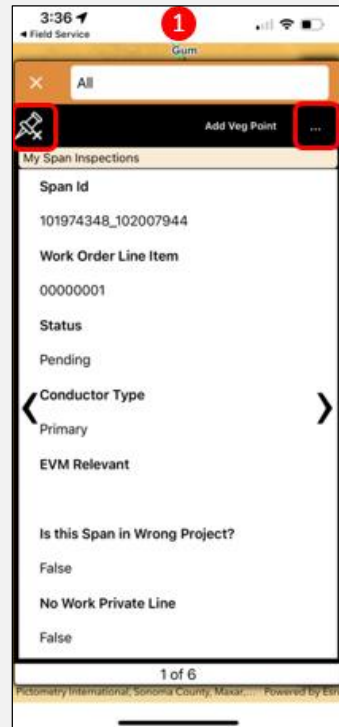 3:36
1
Field Service
Gum
All
Add Veg Point
...
My Span Inspections
Span Id
101974348_102007944
Work Order Line Item
00000001
Status
Pending
Conductor Type
Primary
EVM Relevant
Is this Span in Wrong Project?
False
No Work Private Line
False
1 of 6
Pictometry International, Sonoma County, Maxar,... Powered by Esri